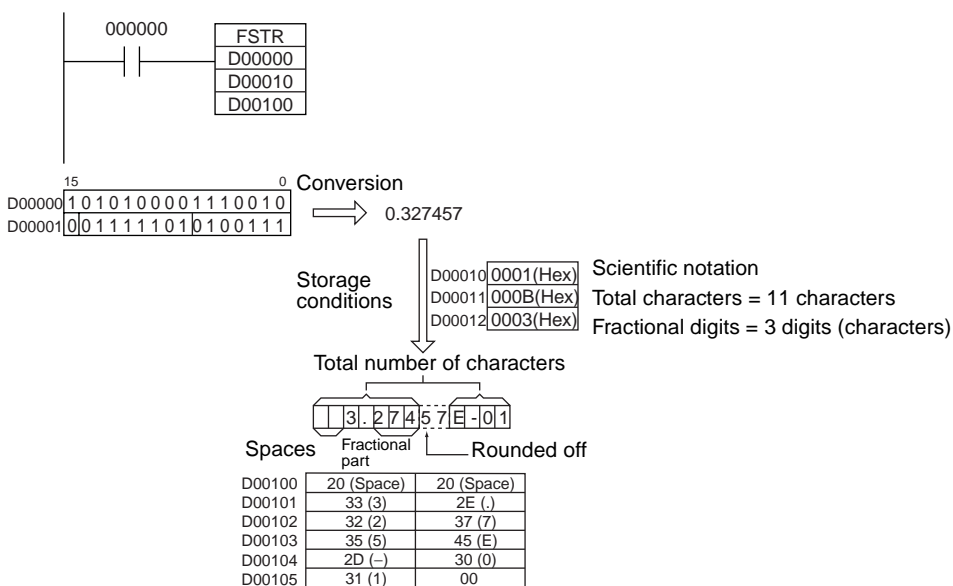 000000
FSTR
D00000
D00010
D00100
15 0
Conversion
D00000 1 0 1 0 1 0 0 0 0 1 1 1 0 0 1 0
D00001 0 0 1 1 1 1 1 0 1 0 1 0 0 1 1 1
0.327457
Storage
conditions
D00010 0001(Hex) Scientific notation
D00011 000B(Hex) Total characters = 11 characters
D00012 0003(Hex) Fractional digits = 3 digits (characters)
Total number of characters
3 . 2 7 4 5 7 E - 0 1
Spaces
Fractional
part
Rounded off
D00100 20 (Space) 20 (Space)
D00101 33 (3) 2E (.)
D00102 32 (2) 37 (7)
D00103 35 (5) 45 (E)
D00104 2D (−) 30 (0)
D00105 31 (1) 00